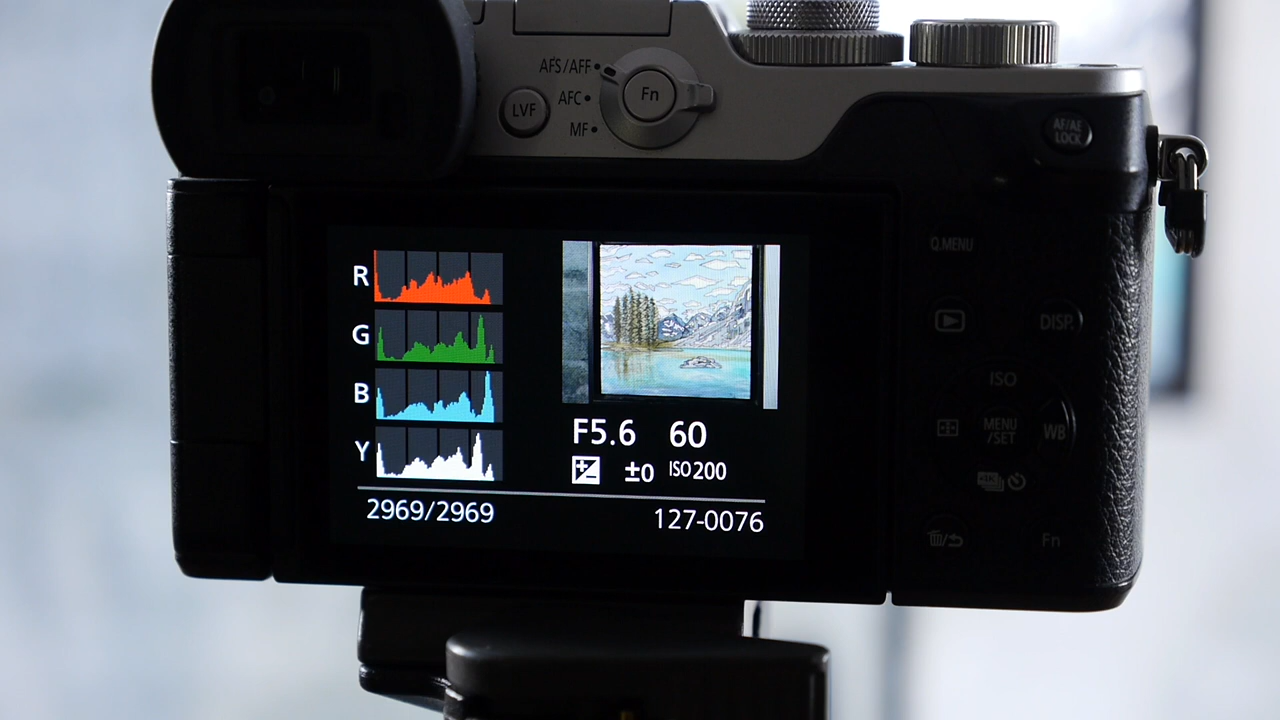 AFS/AFF
LVF
AFC
Fn
MF
AF/AE
LOCK
Q.MENU
DISP.
ISO
MENU
/SET
WB
Fn
R
G
B
Y
F5.6 60
±0 ISO200
2969/2969
127-0076